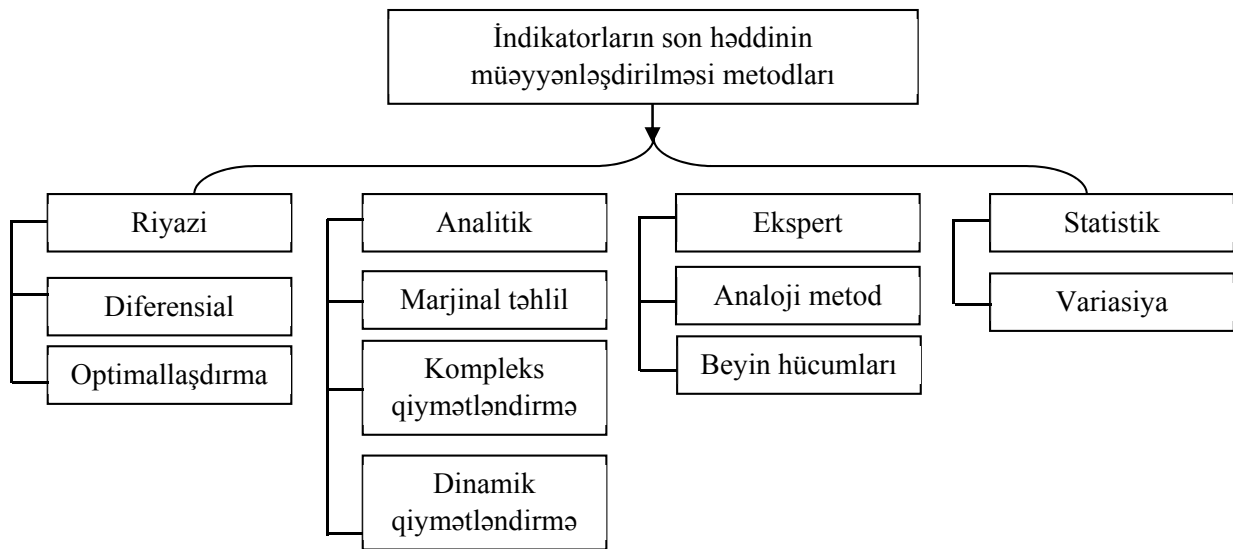 İndikatorların son həddinin
müəyyənləşdirilməsi metodları
Riyazi
Diferensial
Optimallaşdırma
Analitik
Marjinal təhlil
Kompleks
qiymətləndirmə
Dinamik
qiymətləndirmə
Ekspert
Analoji metod
Beyin hücumları
Statistik
Variasiya